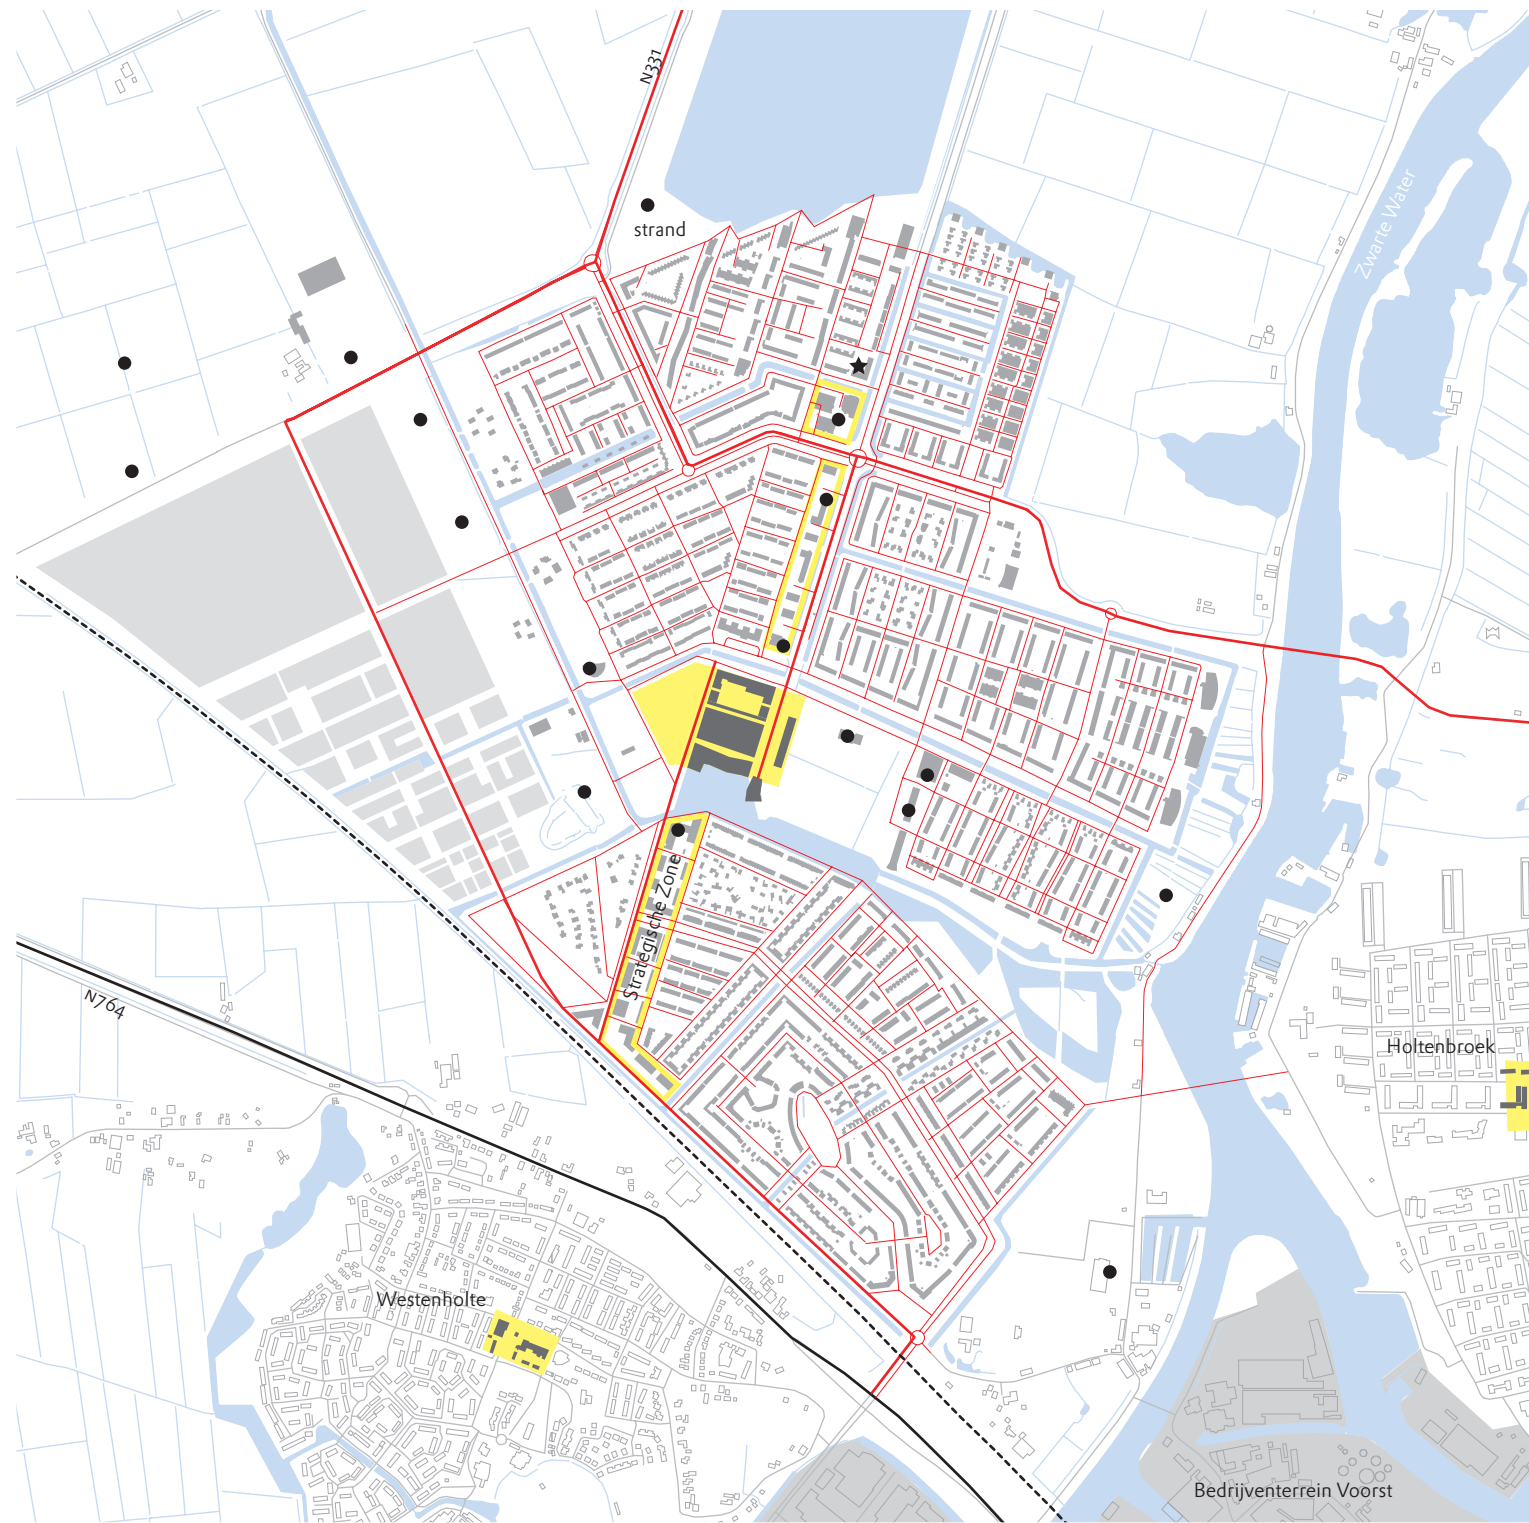 N331
Zwarte Water
strand
Strategische Zone
N764
Holtenbroek
Westenholte
Bedrijventerrein Voorst